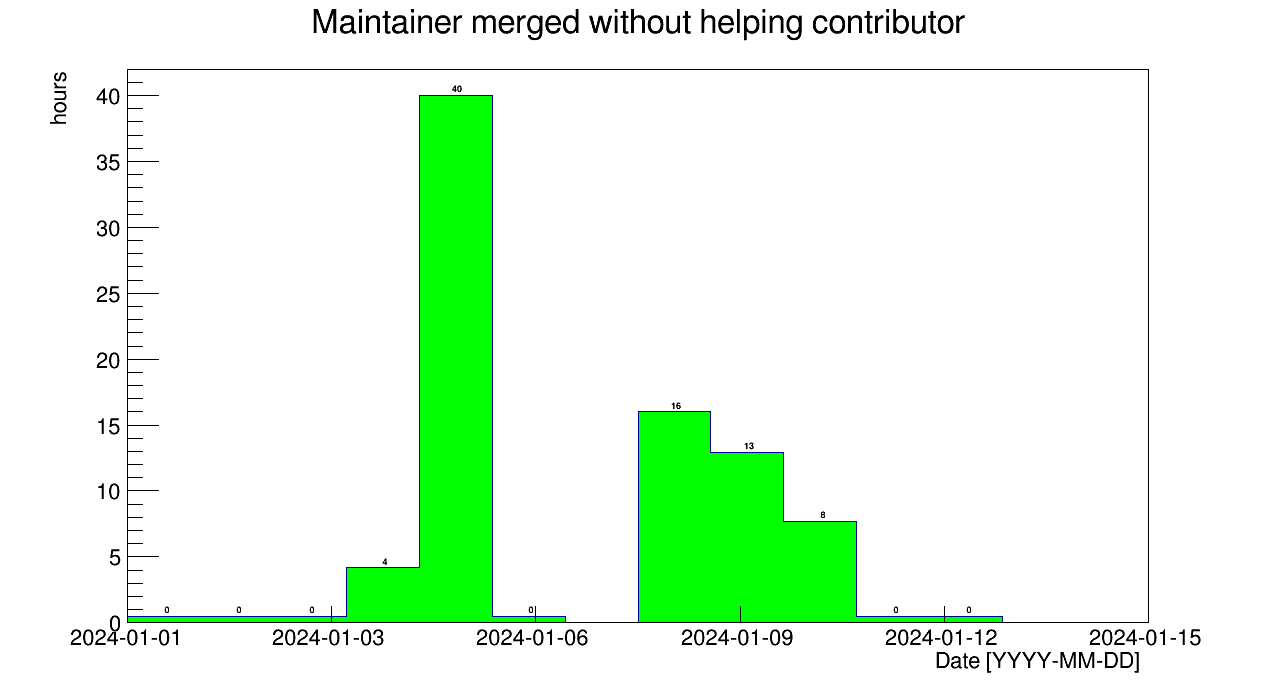 Maintainer merged without helping contributor
hours
40
35
30
25
20
15
10
5
0
0 0 0 4 40 0 16 13 8 0 0
2024-01-01 2024-01-03 2024-01-06 2024-01-09 2024-01-12 2024-01-15
Date [YYYY-MM-DD]